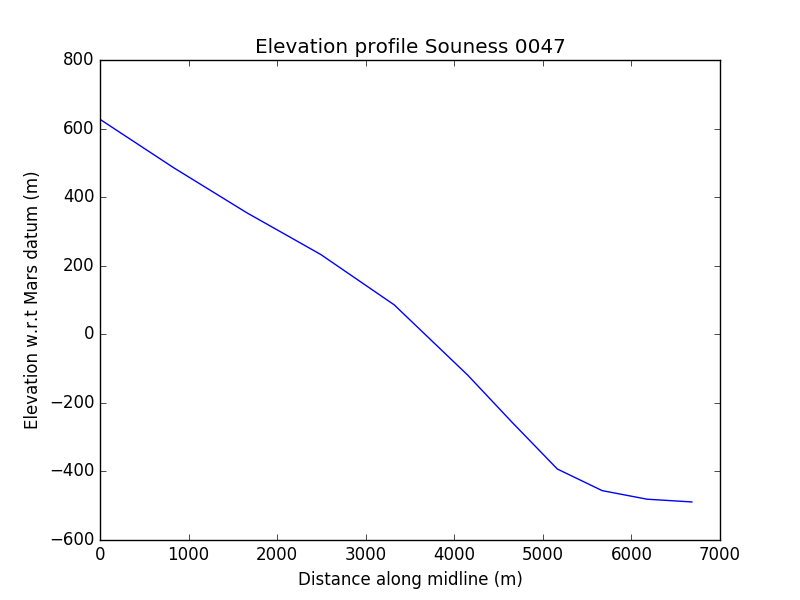 Elevation profile Souness 0047
800
600
400
200
0
−200
−400
−600
Elevation w.r.t Mars datum (m)
0 1000 2000 3000 4000 5000 6000 7000
Distance along midline (m)